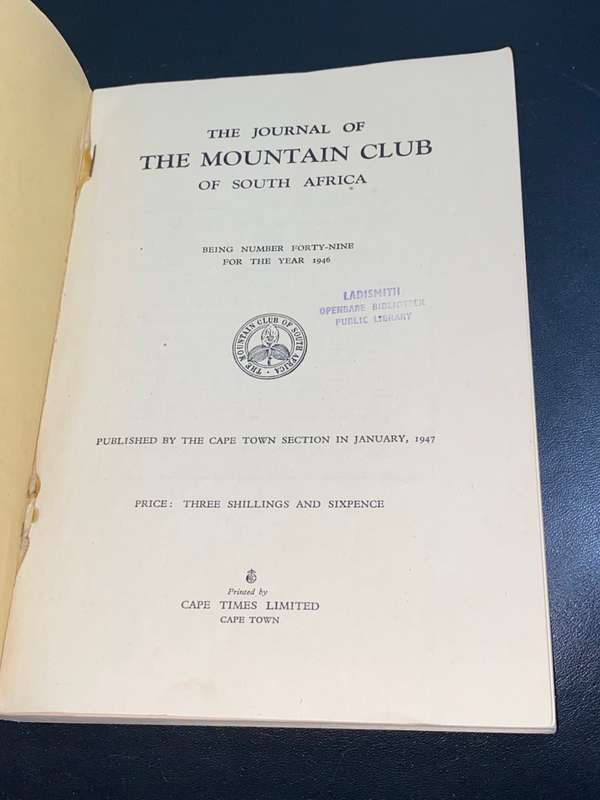 THE JOURNAL OF
THE MOUNTAIN CLUB
OF SOUTH AFRICA
BEING NUMBER FORTY-NINE
FOR THE YEAR 1946
LADISMITH
OPENBARE BIBLIOTEEK
PUBLIC LIBRARY
THE MOUNTAIN CLUB OF SOUTH AFRICA
PUBLISHED BY THE CAPE TOWN SECTION IN JANUARY, 1947
PRICE: THREE SHILLINGS AND SIXPENCE
Printed by
CAPE TIMES LIMITED
CAPE TOWN